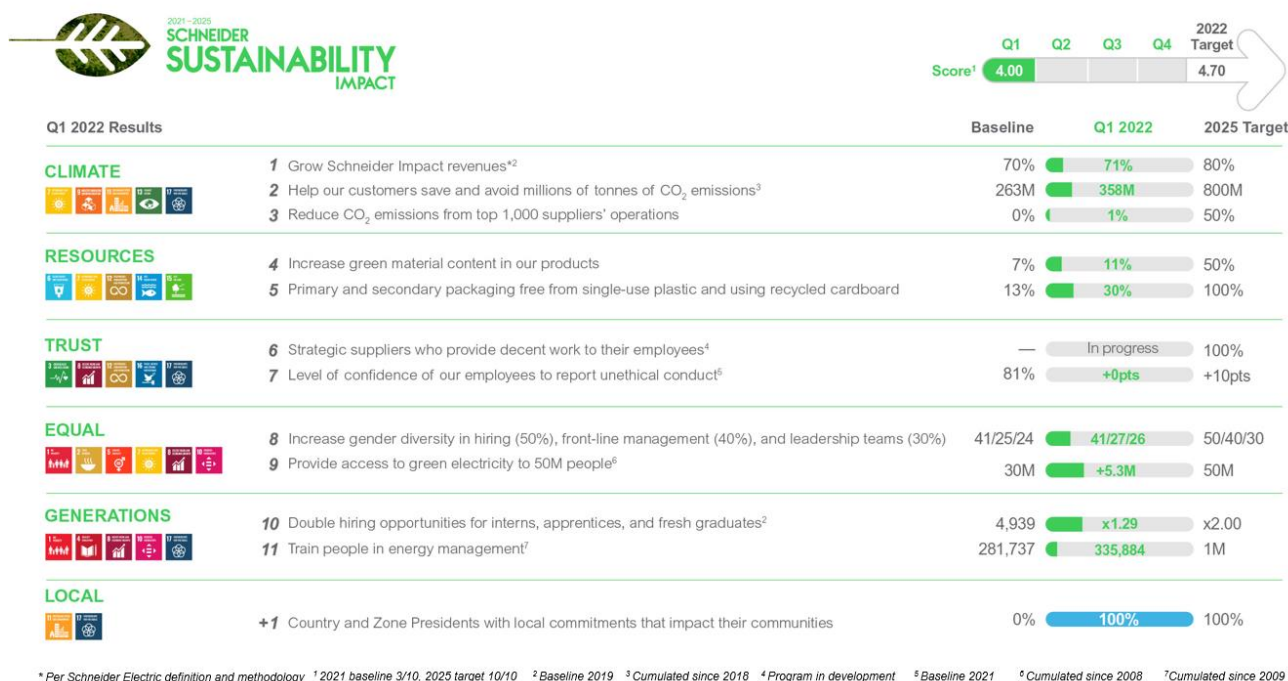 2021–2025
SCHNEIDER
SUSTAINABILITY
IMPACT
Q1 Q2 Q3 Q4 2022 Target
Score¹ 4.00 4.70
Q1 2022 Results Baseline Q1 2022 2025 Target
CLIMATE
1 Grow Schneider Impact revenues*² 70% 71% 80%
2 Help our customers save and avoid millions of tonnes of CO₂ emissions³ 263M 358M 800M
3 Reduce CO₂ emissions from top 1,000 suppliers' operations 0% 1% 50%
RESOURCES
4 Increase green material content in our products 7% 11% 50%
5 Primary and secondary packaging free from single-use plastic and using recycled cardboard 13% 30% 100%
TRUST
6 Strategic suppliers who provide decent work to their employees⁴ — In progress 100%
7 Level of confidence of our employees to report unethical conduct⁵ 81% +0pts +10pts
EQUAL
8 Increase gender diversity in hiring (50%), front-line management (40%), and leadership teams (30%) 41/25/24 41/27/26 50/40/30
9 Provide access to green electricity to 50M people⁶ 30M +5.3M 50M
GENERATIONS
10 Double hiring opportunities for interns, apprentices, and fresh graduates² 4,939 x1.29 x2.00
11 Train people in energy management⁷ 281,737 335,884 1M
LOCAL
+1 Country and Zone Presidents with local commitments that impact their communities 0% 100% 100%
* Per Schneider Electric definition and methodology ¹ 2021 baseline 3/10, 2025 target 10/10 ² Baseline 2019 ³ Cumulated since 2018 ⁴ Program in development ⁵ Baseline 2021 ⁶ Cumulated since 2008 ⁷Cumulated since 2009